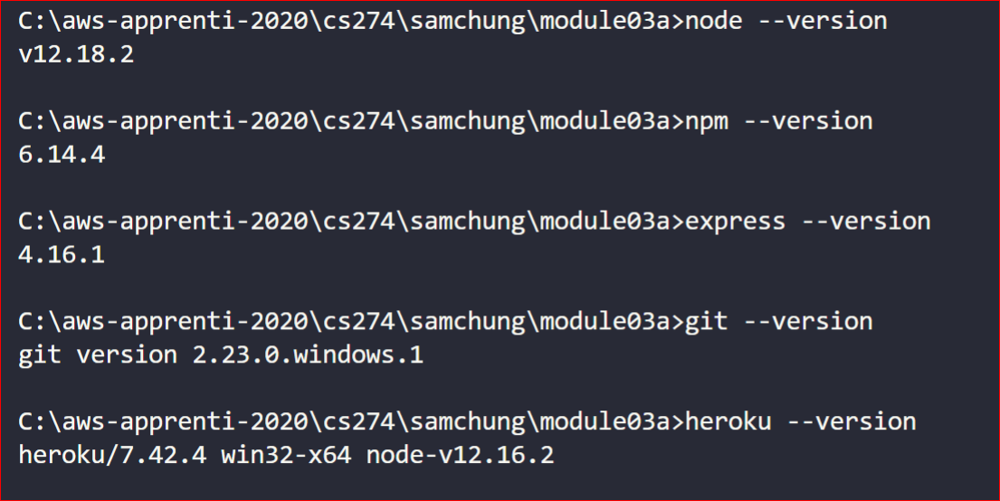 C:\aws-apprenti-2020\cs274\samchung\module03a>node --version
v12.18.2
C:\aws-apprenti-2020\cs274\samchung\module03a>npm --version
6.14.4
C:\aws-apprenti-2020\cs274\samchung\module03a>express --version
4.16.1
C:\aws-apprenti-2020\cs274\samchung\module03a>git --version
git version 2.23.0.windows.1
C:\aws-apprenti-2020\cs274\samchung\module03a>heroku --version
heroku/7.42.4 win32-x64 node-v12.16.2